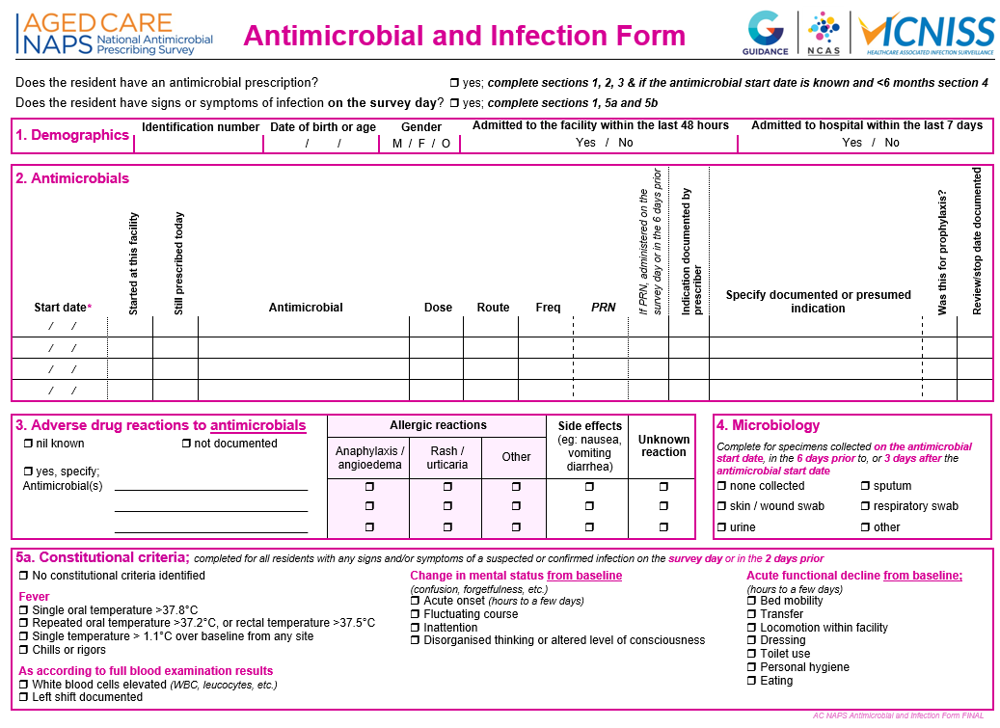 AGED CARE
NAPS National Antimicrobial Prescribing Survey
Antimicrobial and Infection Form
GUIDANCE
NCAS
VICNISS
HEALTHCARE ASSOCIATED INFECTION SURVEILLANCE
Does the resident have an antimicrobial prescription? ❒ yes; complete sections 1, 2, 3 & if the antimicrobial start date is known and <6 months section 4
Does the resident have signs or symptoms of infection on the survey day? ❒ yes; complete sections 1, 5a and 5b
1. Demographics
Identification number
Date of birth or age
/ /
Gender
M / F / O
Admitted to the facility within the last 48 hours
Yes / No
Admitted to hospital within the last 7 days
Yes / No
2. Antimicrobials
Start date*
Started at this facility
Still prescribed today
Antimicrobial
Dose
Route
Freq
PRN
If PRN, administered on the
survey day or in the 6 days prior
Indication documented by
prescriber
Specify documented or presumed
indication
Was this for prophylaxis?
Review/stop date documented
/ /
/ /
/ /
/ /
3. Adverse drug reactions to antimicrobials
❒ nil known ❒ not documented
❒ yes, specify;
Antimicrobial(s)
Allergic reactions
Anaphylaxis /
angioedema
Rash /
urticaria
Other
Side effects
(eg: nausea,
vomiting
diarrhea)
Unknown
reaction
❒ ❒ ❒ ❒ ❒
❒ ❒ ❒ ❒ ❒
❒ ❒ ❒ ❒ ❒
4. Microbiology
Complete for specimens collected on the antimicrobial
start date, in the 6 days prior to, or 3 days after the
antimicrobial start date
❒ none collected ❒ sputum
❒ skin / wound swab ❒ respiratory swab
❒ urine ❒ other
5a. Constitutional criteria; completed for all residents with any signs and/or symptoms of a suspected or confirmed infection on the survey day or in the 2 days prior
❒ No constitutional criteria identified
Fever
❒ Single oral temperature >37.8°C
❒ Repeated oral temperature >37.2°C, or rectal temperature >37.5°C
❒ Single temperature > 1.1°C over baseline from any site
❒ Chills or rigors
As according to full blood examination results
❒ White blood cells elevated (WBC, leucocytes, etc.)
❒ Left shift documented
Change in mental status from baseline
(confusion, forgetfulness, etc.)
❒ Acute onset (hours to a few days)
❒ Fluctuating course
❒ Inattention
❒ Disorganised thinking or altered level of consciousness
Acute functional decline from baseline;
(hours to a few days)
❒ Bed mobility
❒ Transfer
❒ Locomotion within facility
❒ Dressing
❒ Toilet use
❒ Personal hygiene
❒ Eating
AC NAPS Antimicrobial and Infection Form FINAL